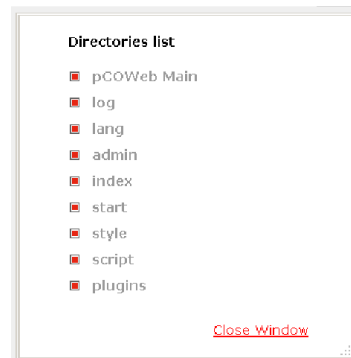 Directories list
pCOWeb Main
log
lang
admin
index
start
style
script
plugins
Close Window